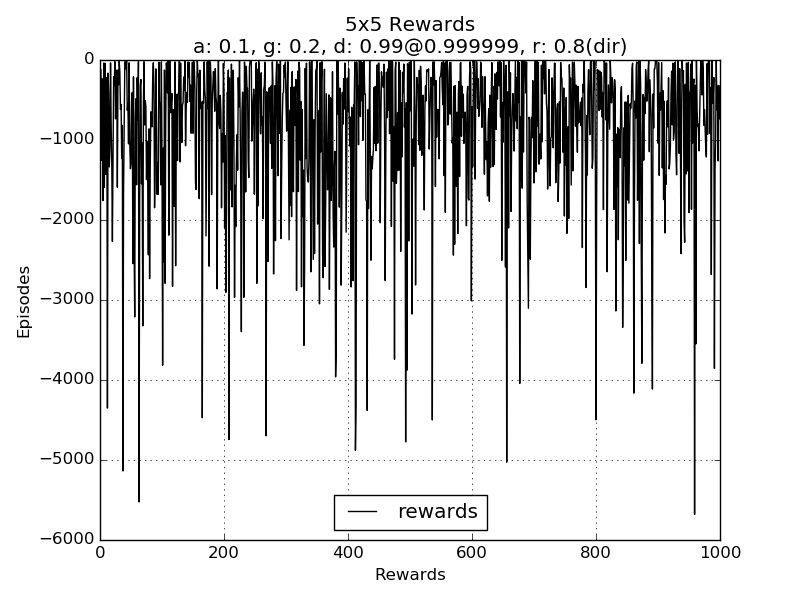 5x5 Rewards
a: 0.1, g: 0.2, d: 0.99@0.999999, r: 0.8(dir)
0
−1000
−2000
−3000
−4000
−5000
−6000
Episodes
rewards
0 200 400 600 800 1000
Rewards